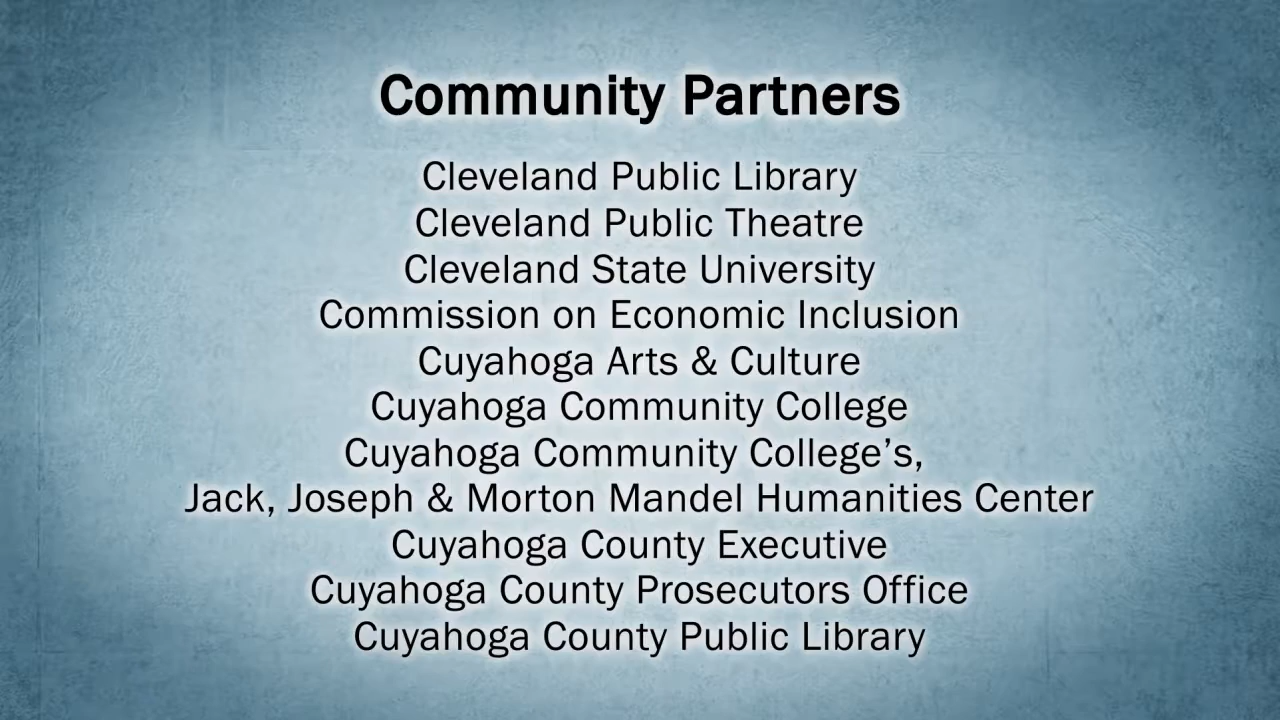 Community Partners
Cleveland Public Library
Cleveland Public Theatre
Cleveland State University
Commission on Economic Inclusion
Cuyahoga Arts & Culture
Cuyahoga Community College
Cuyahoga Community College’s,
Jack, Joseph & Morton Mandel Humanities Center
Cuyahoga County Executive
Cuyahoga County Prosecutors Office
Cuyahoga County Public Library